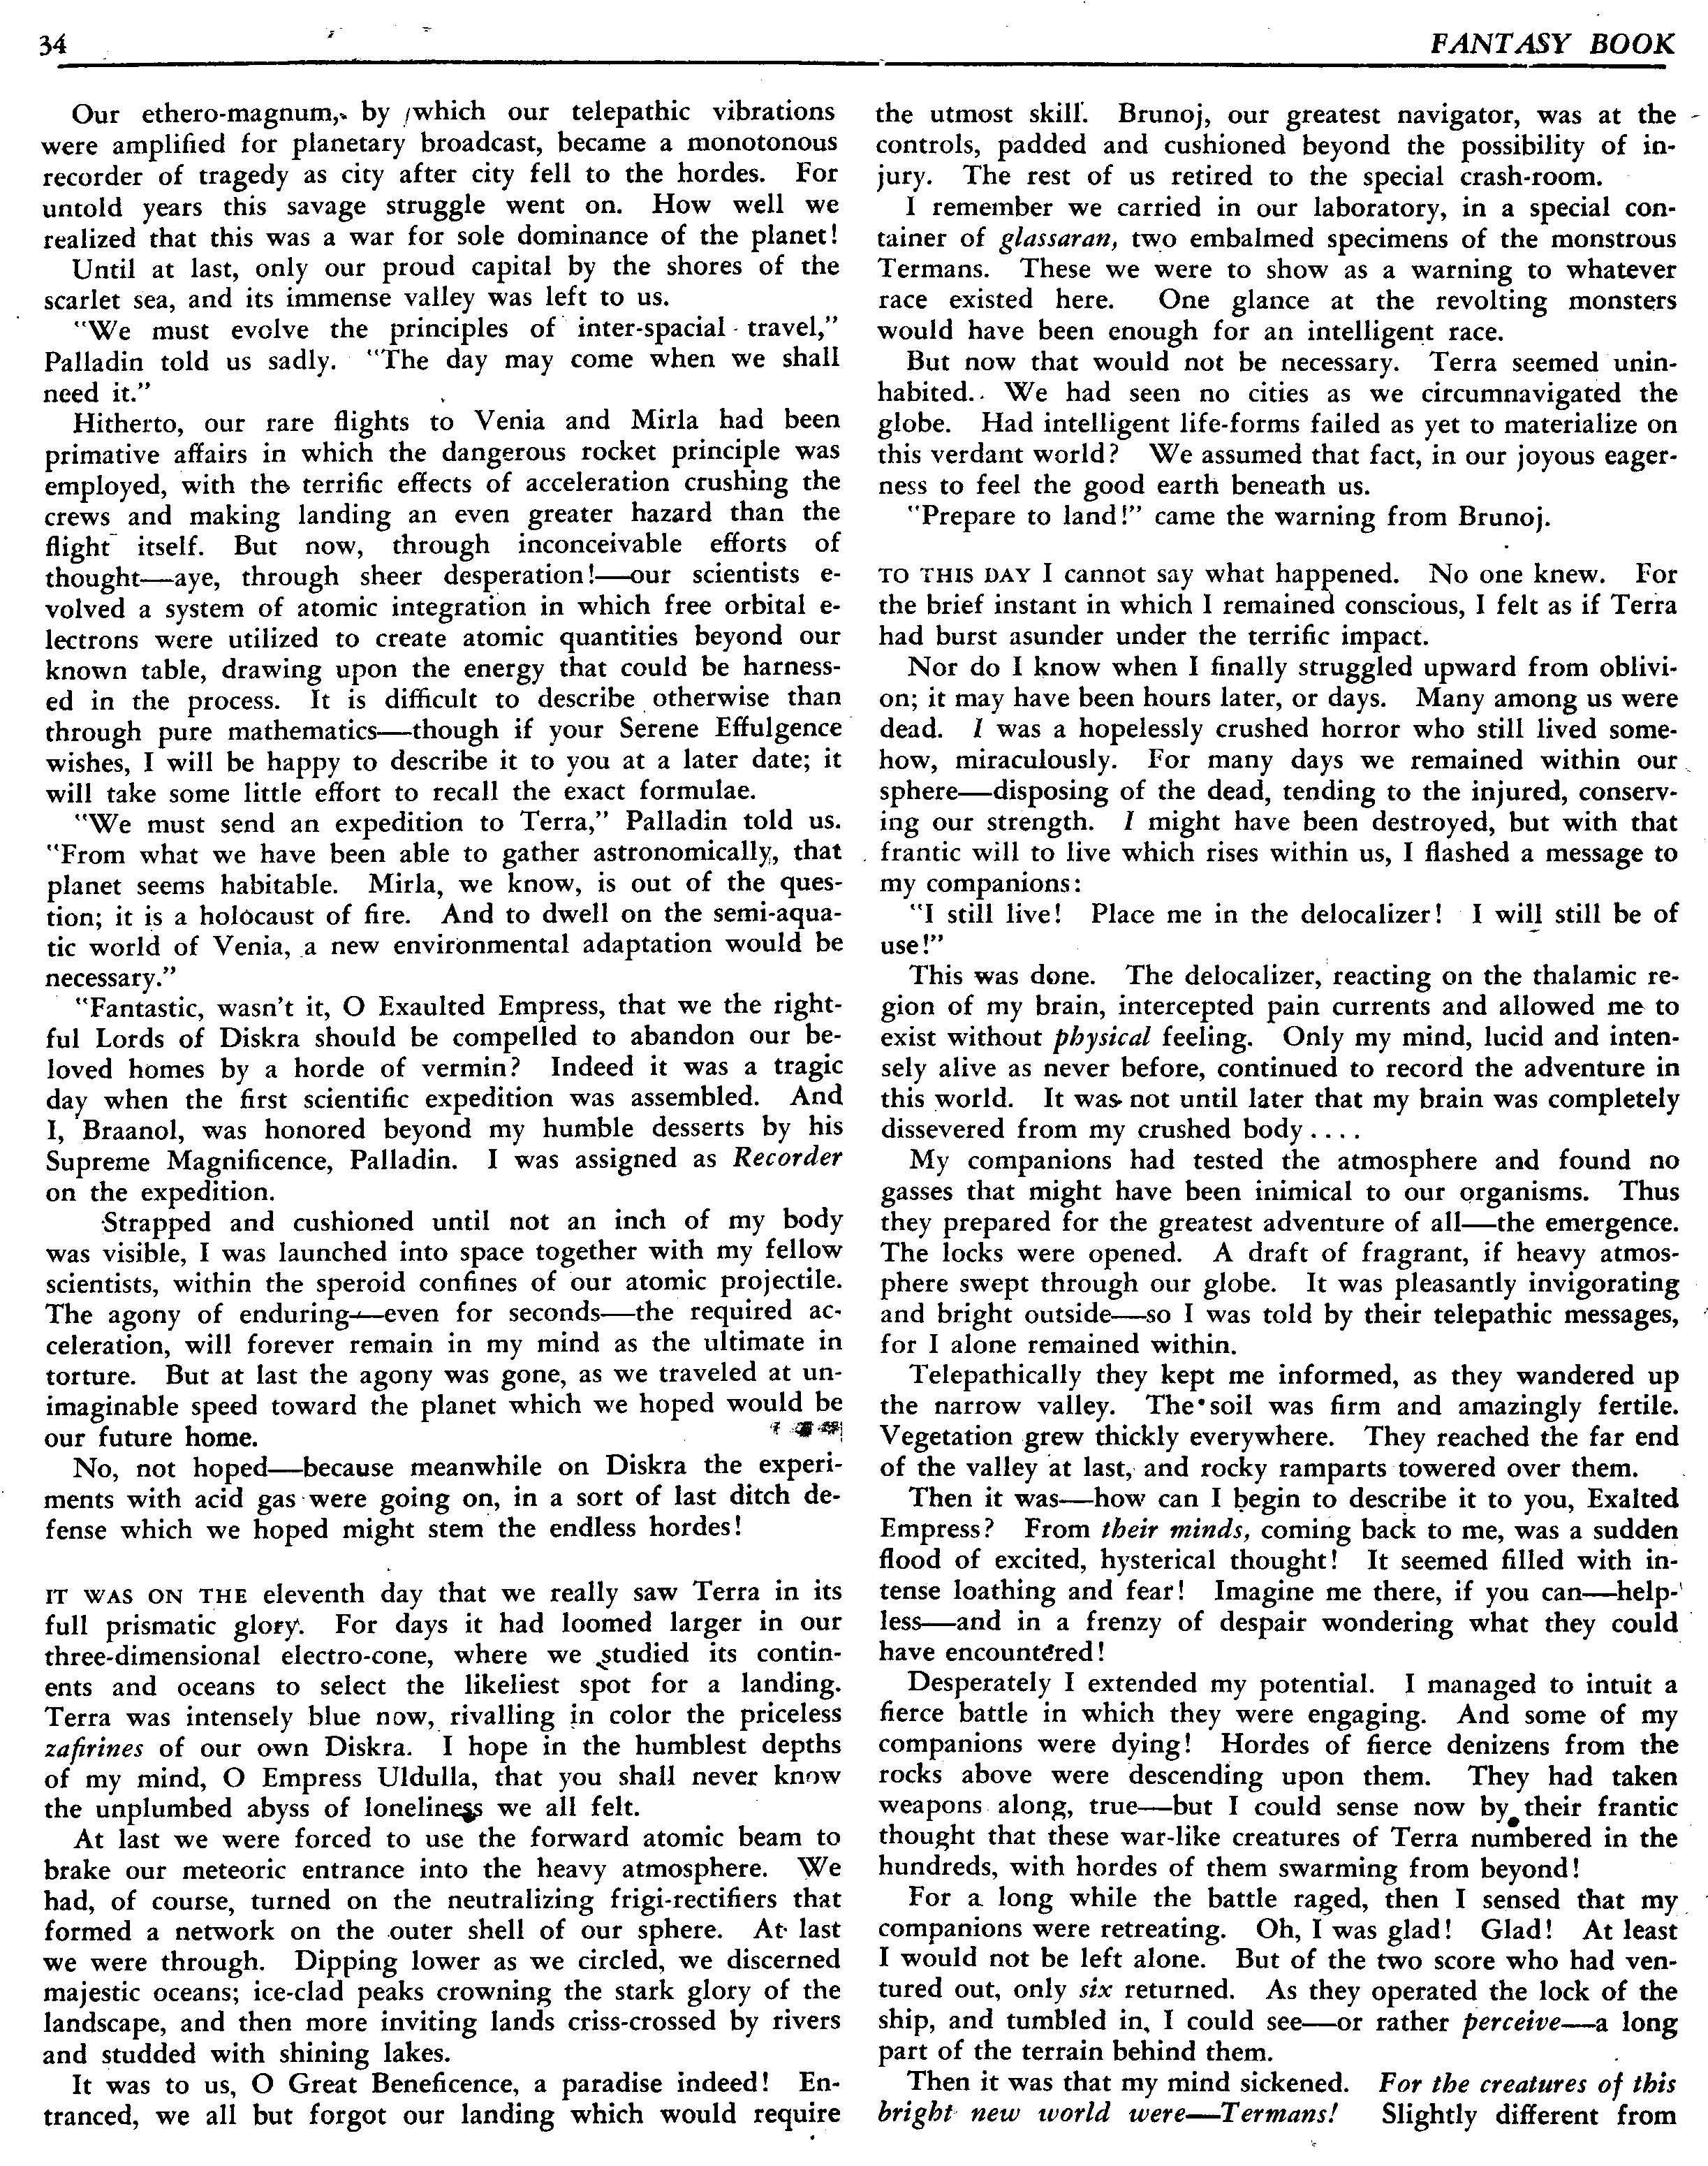 34
FANTASY BOOK
Our ethero-magnum, by which our telepathic vibrations
were amplified for planetary broadcast, became a monotonous
recorder of tragedy as city after city fell to the hordes. For
untold years this savage struggle went on. How well we
realized that this was a war for sole dominance of the planet!
Until at last, only our proud capital by the shores of the
scarlet sea, and its immense valley was left to us.
"We must evolve the principles of inter-spacial travel,"
Palladin told us sadly. "The day may come when we shall
need it."
Hitherto, our rare flights to Venia and Mirla had been
primative affairs in which the dangerous rocket principle was
employed, with the terrific effects of acceleration crushing the
crews and making landing an even greater hazard than the
flight itself. But now, through inconceivable efforts of
thought—aye, through sheer desperation!—our scientists e-
volved a system of atomic integration in which free orbital e-
lectrons were utilized to create atomic quantities beyond our
known table, drawing upon the energy that could be harness-
ed in the process. It is difficult to describe otherwise than
through pure mathematics—though if your Serene Effulgence
wishes, I will be happy to describe it to you at a later date; it
will take some little effort to recall the exact formulae.
"We must send an expedition to Terra," Palladin told us.
"From what we have been able to gather astronomically, that
planet seems habitable. Mirla, we know, is out of the ques-
tion; it is a holocaust of fire. And to dwell on the semi-aqua-
tic world of Venia, a new environmental adaptation would be
necessary."
"Fantastic, wasn't it, O Exaulted Empress, that we the right-
ful Lords of Diskra should be compelled to abandon our be-
loved homes by a horde of vermin? Indeed it was a tragic
day when the first scientific expedition was assembled. And
I, Braanol, was honored beyond my humble desserts by his
Supreme Magnificence, Palladin. I was assigned as Recorder
on the expedition.
Strapped and cushioned until not an inch of my body
was visible, I was launched into space together with my fellow
scientists, within the speroid confines of our atomic projectile.
The agony of enduring—even for seconds—the required ac-
celeration, will forever remain in my mind as the ultimate in
torture. But at last the agony was gone, as we traveled at un-
imaginable speed toward the planet which we hoped would be
our future home.
No, not hoped—because meanwhile on Diskra the experi-
ments with acid gas were going on, in a sort of last ditch de-
fense which we hoped might stem the endless hordes!
IT WAS ON THE eleventh day that we really saw Terra in its
full prismatic glory. For days it had loomed larger in our
three-dimensional electro-cone, where we studied its contin-
ents and oceans to select the likeliest spot for a landing.
Terra was intensely blue now, rivalling in color the priceless
zafirines of our own Diskra. I hope in the humblest depths
of my mind, O Empress Uldulla, that you shall never know
the unplumbed abyss of loneliness we all felt.
At last we were forced to use the forward atomic beam to
brake our meteoric entrance into the heavy atmosphere. We
had, of course, turned on the neutralizing frigi-rectifiers that
formed a network on the outer shell of our sphere. At last
we were through. Dipping lower as we circled, we discerned
majestic oceans; ice-clad peaks crowning the stark glory of the
landscape, and then more inviting lands criss-crossed by rivers
and studded with shining lakes.
It was to us, O Great Beneficence, a paradise indeed! En-
tranced, we all but forgot our landing which would require
the utmost skill. Brunoj, our greatest navigator, was at the
controls, padded and cushioned beyond the possibility of in-
jury. The rest of us retired to the special crash-room.
I remember we carried in our laboratory, in a special con-
tainer of glassaran, two embalmed specimens of the monstrous
Termans. These we were to show as a warning to whatever
race existed here. One glance at the revolting monsters
would have been enough for an intelligent race.
But now that would not be necessary. Terra seemed unin-
habited. We had seen no cities as we circumnavigated the
globe. Had intelligent life-forms failed as yet to materialize on
this verdant world? We assumed that fact, in our joyous eager-
ness to feel the good earth beneath us.
"Prepare to land!" came the warning from Brunoj.
TO THIS DAY I cannot say what happened. No one knew. For
the brief instant in which I remained conscious, I felt as if Terra
had burst asunder under the terrific impact.
Nor do I know when I finally struggled upward from oblivi-
on; it may have been hours later, or days. Many among us were
dead. I was a hopelessly crushed horror who still lived some-
how, miraculously. For many days we remained within our
sphere—disposing of the dead, tending to the injured, conserv-
ing our strength. I might have been destroyed, but with that
frantic will to live which rises within us, I flashed a message to
my companions:
"I still live! Place me in the delocalizer! I will still be of
use!"
This was done. The delocalizer, reacting on the thalamic re-
gion of my brain, intercepted pain currents and allowed me to
exist without physical feeling. Only my mind, lucid and inten-
sely alive as never before, continued to record the adventure in
this world. It was not until later that my brain was completely
dissevered from my crushed body....
My companions had tested the atmosphere and found no
gasses that might have been inimical to our organisms. Thus
they prepared for the greatest adventure of all—the emergence.
The locks were opened. A draft of fragrant, if heavy atmos-
phere swept through our globe. It was pleasantly invigorating
and bright outside—so I was told by their telepathic messages,
for I alone remained within.
Telepathically they kept me informed, as they wandered up
the narrow valley. The soil was firm and amazingly fertile.
Vegetation grew thickly everywhere. They reached the far end
of the valley at last, and rocky ramparts towered over them.
Then it was—how can I begin to describe it to you, Exalted
Empress? From their minds, coming back to me, was a sudden
flood of excited, hysterical thought! It seemed filled with in-
tense loathing and fear! Imagine me there, if you can—help-
less—and in a frenzy of despair wondering what they could
have encountered!
Desperately I extended my potential. I managed to intuit a
fierce battle in which they were engaging. And some of my
companions were dying! Hordes of fierce denizens from the
rocks above were descending upon them. They had taken
weapons along, true—but I could sense now by their frantic
thought that these war-like creatures of Terra numbered in the
hundreds, with hordes of them swarming from beyond!
For a long while the battle raged, then I sensed that my
companions were retreating. Oh, I was glad! Glad! At least
I would not be left alone. But of the two score who had ven-
tured out, only six returned. As they operated the lock of the
ship, and tumbled in, I could see—or rather perceive—a long
part of the terrain behind them.
Then it was that my mind sickened. For the creatures of this
bright new world were—Termans! Slightly different from